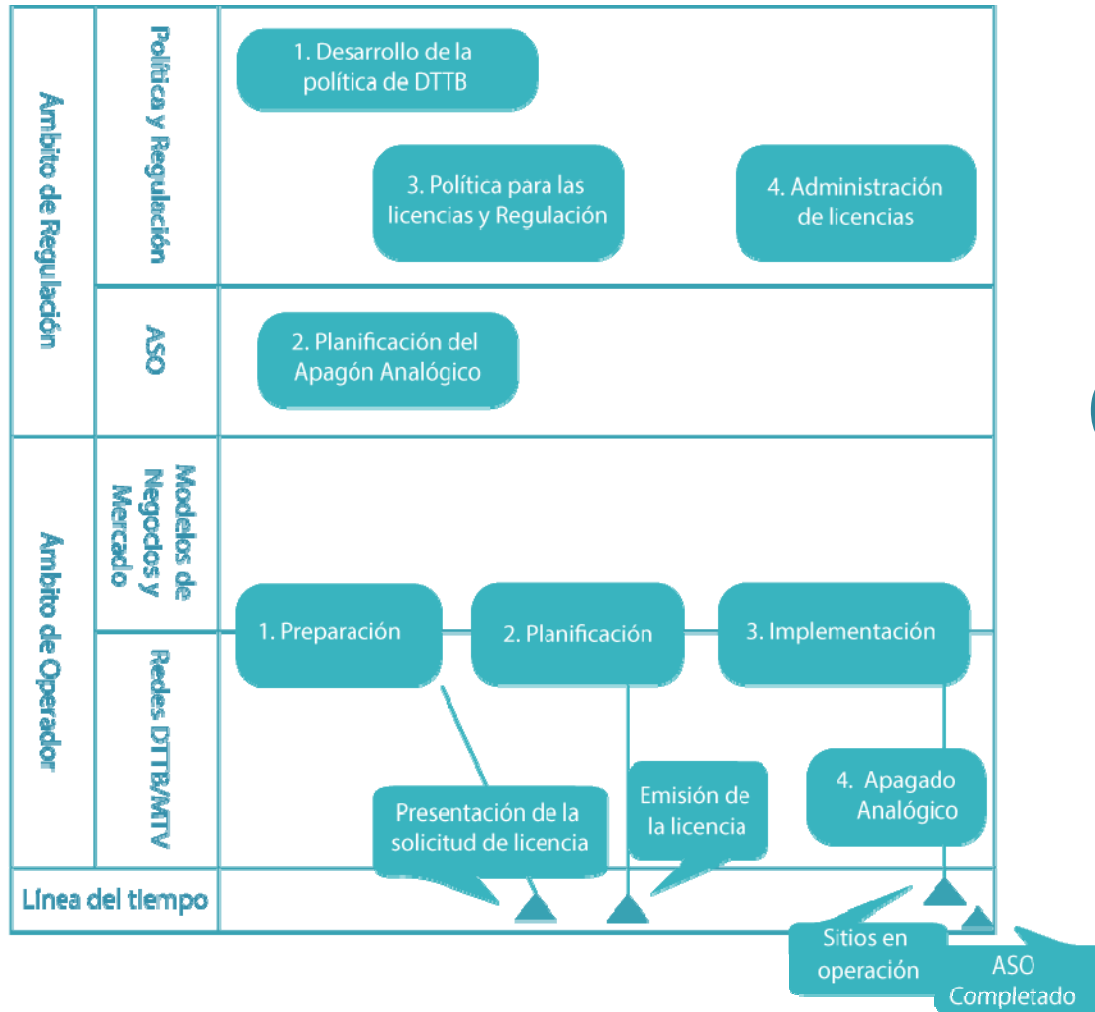 Ámbito de Regulación
Política y Regulación
1. Desarrollo de la
política de DTTB
3. Política para las
licencias y Regulación
4. Administración
de licencias
ASO
2. Planificación del
Apagón Analógico
Ámbito de Operador
Modelos de
Negocios y
Mercado
1. Preparación
2. Planificación
3. Implementación
Redes DTTB/MTV
Presentación de la
solicitud de licencia
Emisión de
la licencia
4. Apagado
Analógico
Línea del tiempo
Sitios en
operación
ASO
Completado